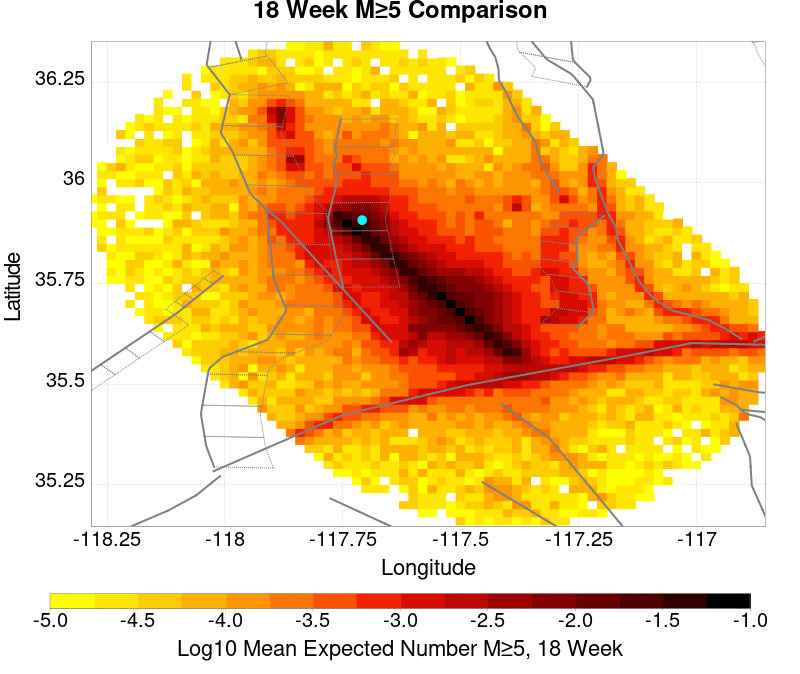 18 Week M≥5 Comparison
36.25
36
35.75
35.5
35.25
Latitude
-118.25 -118 -117.75 -117.5 -117.25 -117
Longitude
-5.0 -4.5 -4.0 -3.5 -3.0 -2.5 -2.0 -1.5 -1.0
Log10 Mean Expected Number M≥5, 18 Week